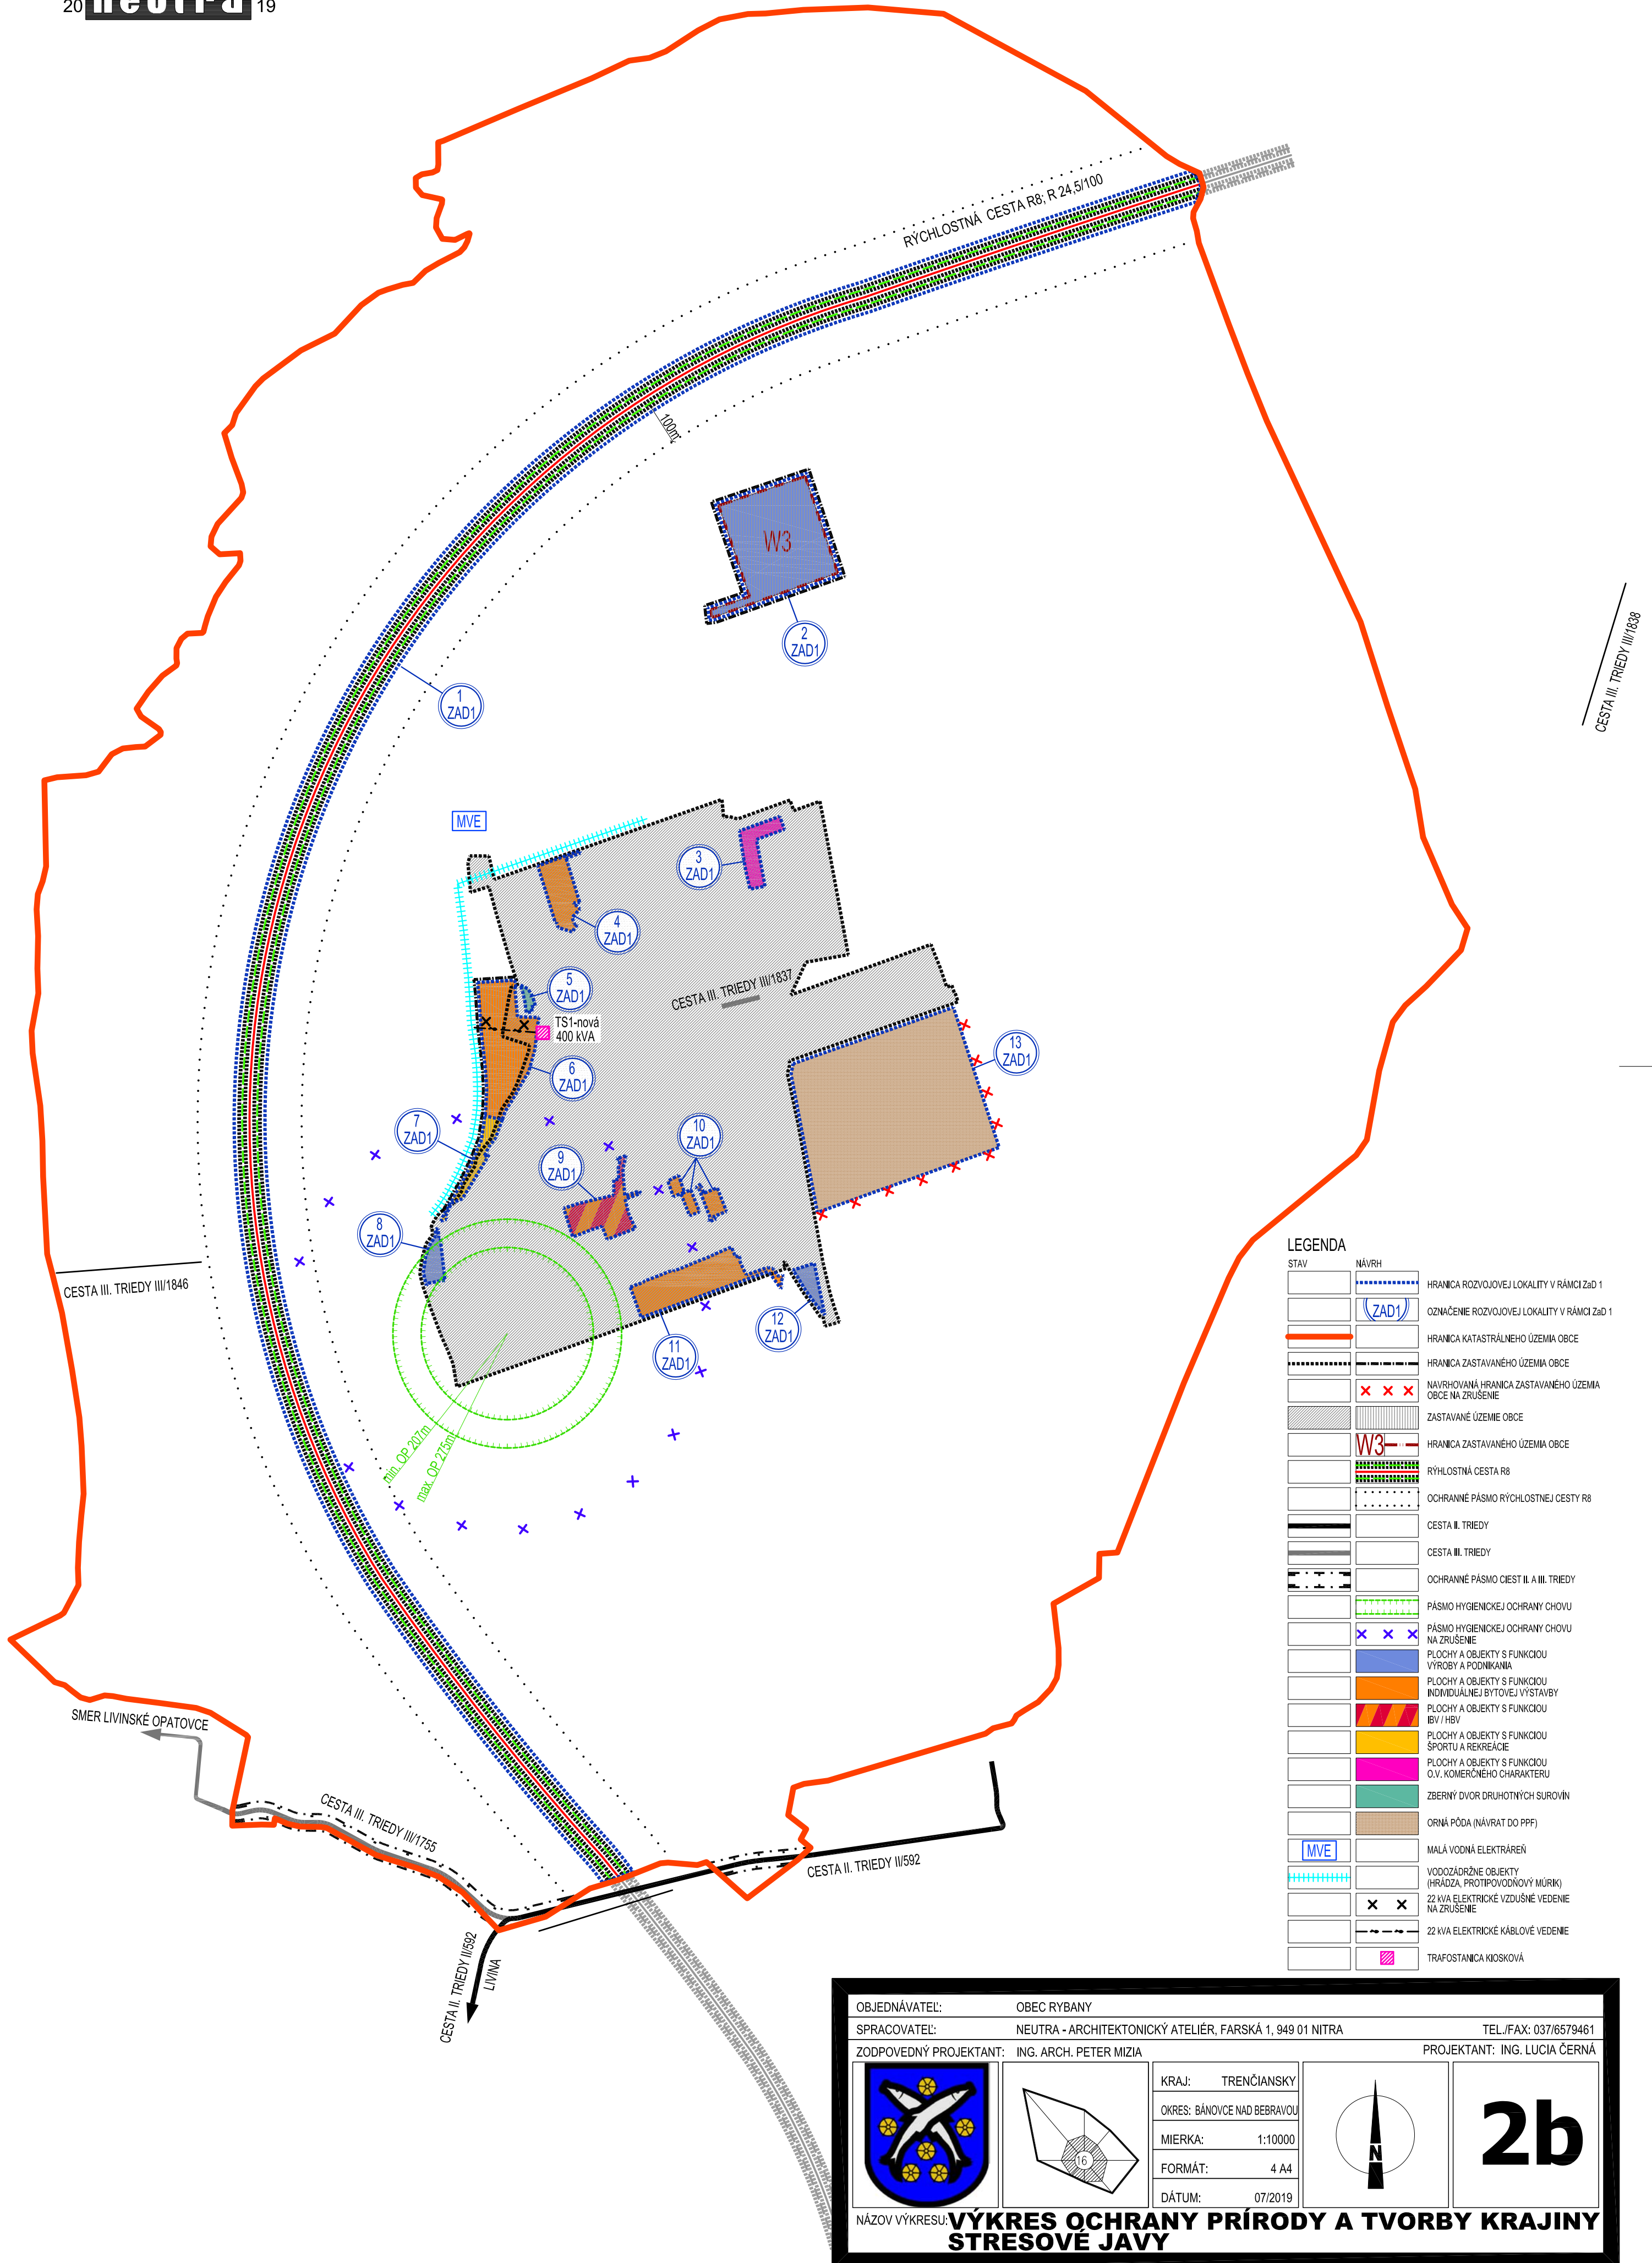 20 neutra 19
RÝCHLOSTNÁ CESTA R8; R 24,5/100
100m
W3
2
ZAD1
1
ZAD1
CESTA III. TRIEDY III/1838
MVE
3
ZAD1
4
ZAD1
5
ZAD1
CESTA III. TRIEDY III/1837
TS1-nová
400 kVA
13
ZAD1
6
ZAD1
7
ZAD1
10
ZAD1
9
ZAD1
8
ZAD1
CESTA III. TRIEDY III/1846
12
ZAD1
11
ZAD1
min. OP 207m
max. OP 275m
SMER LIVINSKÉ OPATOVCE
CESTA III. TRIEDY III/1755
CESTA II. TRIEDY II/592
CESTA II. TRIEDY II/592
LIVINA
LEGENDA
STAV NÁVRH
HRANICA ROZVOJOVEJ LOKALITY V RÁMCI ZaD 1
ZAD1 OZNAČENIE ROZVOJOVEJ LOKALITY V RÁMCI ZaD 1
HRANICA KATASTRÁLNEHO ÚZEMIA OBCE
HRANICA ZASTAVANÉHO ÚZEMIA OBCE
NAVRHOVANÁ HRANICA ZASTAVANÉHO ÚZEMIA
OBCE NA ZRUŠENIE
ZASTAVANÉ ÚZEMIE OBCE
W3 HRANICA ZASTAVANÉHO ÚZEMIA OBCE
RÝHLOSTNÁ CESTA R8
OCHRANNÉ PÁSMO RÝCHLOSTNEJ CESTY R8
CESTA II. TRIEDY
CESTA III. TRIEDY
OCHRANNÉ PÁSMO CIEST II. A III. TRIEDY
PÁSMO HYGIENICKEJ OCHRANY CHOVU
PÁSMO HYGIENICKEJ OCHRANY CHOVU
NA ZRUŠENIE
PLOCHY A OBJEKTY S FUNKCIOU
VÝROBY A PODNIKANIA
PLOCHY A OBJEKTY S FUNKCIOU
INDIVIDUÁLNEJ BYTOVEJ VÝSTAVBY
PLOCHY A OBJEKTY S FUNKCIOU
IBV / HBV
PLOCHY A OBJEKTY S FUNKCIOU
ŠPORTU A REKREÁCIE
PLOCHY A OBJEKTY S FUNKCIOU
O.V. KOMERČNÉHO CHARAKTERU
ZBERNÝ DVOR DRUHOTNÝCH SUROVÍN
ORNÁ PÔDA (NÁVRAT DO PPF)
MVE MALÁ VODNÁ ELEKTRÁREŇ
VODOZÁDRŽNE OBJEKTY
(HRÁDZA, PROTIPOVODŇOVÝ MÚRIK)
22 kVA ELEKTRICKÉ VZDUŠNÉ VEDENIE
NA ZRUŠENIE
22 kVA ELEKTRICKÉ KÁBLOVÉ VEDENIE
TRAFOSTANICA KIOSKOVÁ
OBJEDNÁVATEĽ: OBEC RYBANY
SPRACOVATEĽ: NEUTRA - ARCHITEKTONICKÝ ATELIÉR, FARSKÁ 1, 949 01 NITRA TEL./FAX: 037/6579461
ZODPOVEDNÝ PROJEKTANT: ING. ARCH. PETER MIZIA PROJEKTANT: ING. LUCIA ČERNÁ
16
KRAJ: TRENČIANSKY
OKRES: BÁNOVCE NAD BEBRAVOU
MIERKA: 1:10000
FORMÁT: 4 A4
DÁTUM: 07/2019
N
2b
NÁZOV VÝKRESU: VÝKRES OCHRANY PRÍRODY A TVORBY KRAJINY
STRESOVÉ JAVY